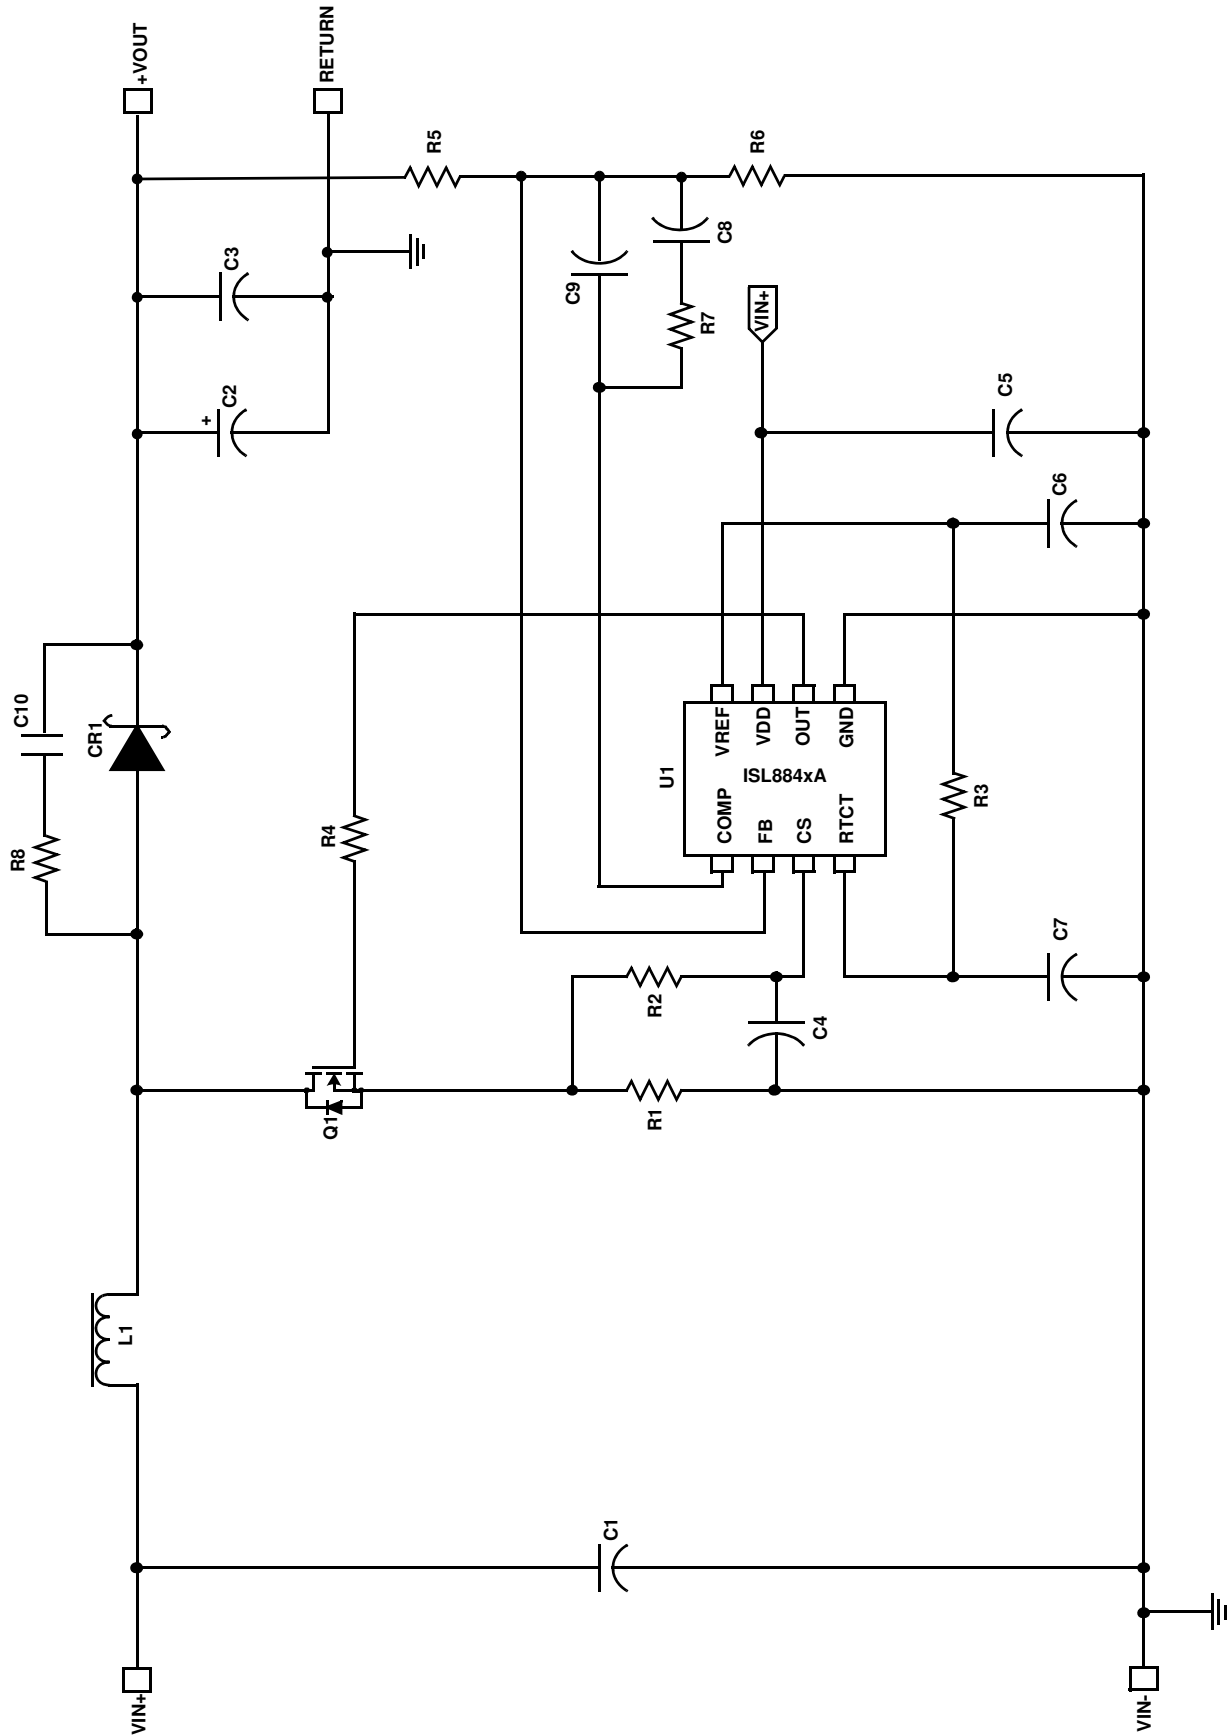 R8
C10
CR1
VIN+
L1
+VOUT
C2
+
C3
RETURN
Q1
R4
R5
C9
C8
R7
R6
VIN+
R1
R2
C4
U1
ISL884xA
COMP
FB
CS
RTCT
VREF
VDD
OUT
GND
C1
R3
C7
C6
C5
VIN-